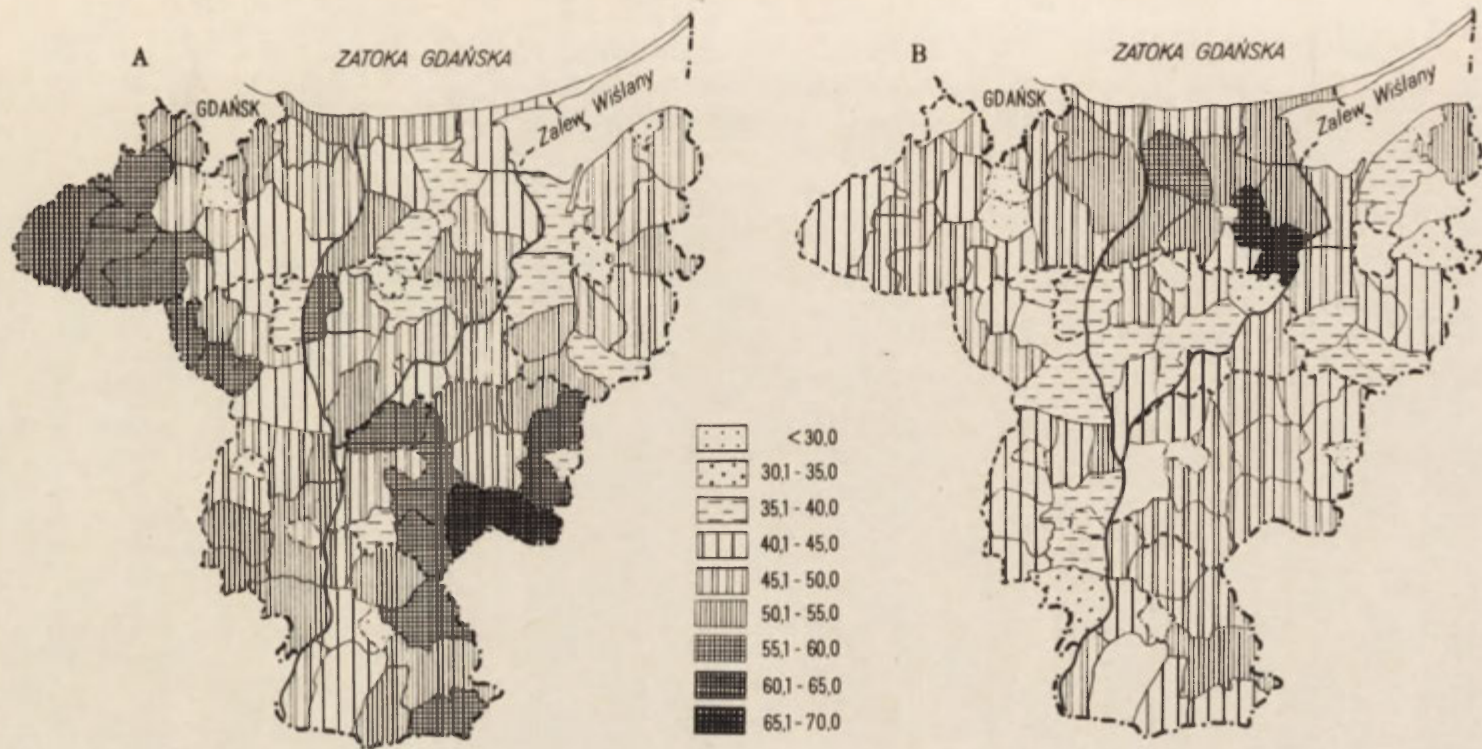 A
ZATOKA GDAŃSKA
GDAŃSK
Zalew Wiślany
B
ZATOKA GDAŃSKA
GDAŃSK
Zalew Wiślany
< 30,0
30,1 - 35,0
35,1 - 40,0
40,1 - 45,0
45,1 - 50,0
50,1 - 55,0
55,1 - 60,0
60,1 - 65,0
65,1 - 70,0